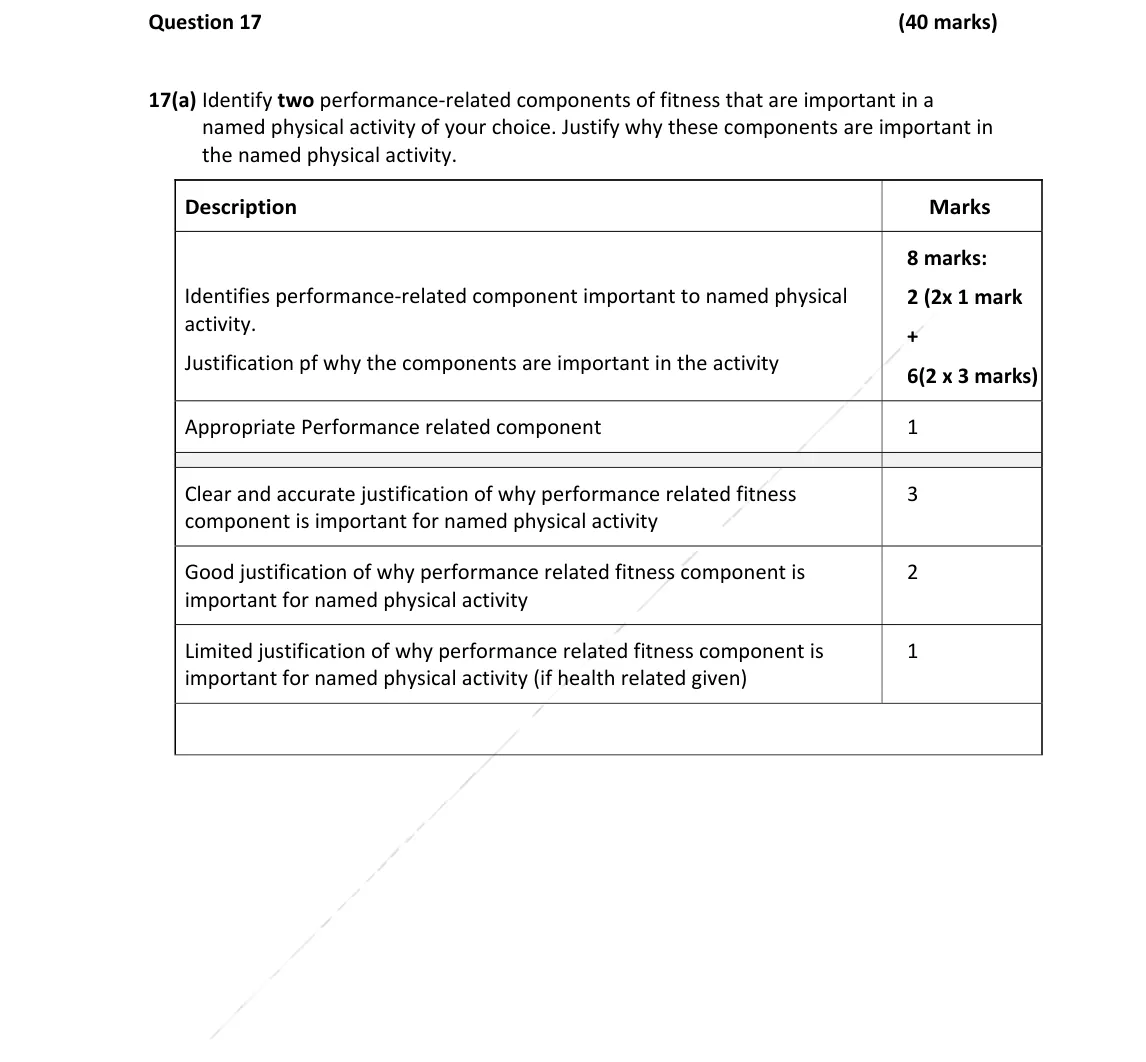 Question 17 (40 marks)
17(a) Identify two performance-related components of fitness that are important in a
named physical activity of your choice. Justify why these components are important in
the named physical activity.
Description Marks
8 marks:
Identifies performance-related component important to named physical 2 (2x 1 mark
activity.
+
Justification pf why the components are important in the activity
6(2 x 3 marks)
Appropriate Performance related component 1
Clear and accurate justification of why performance related fitness 3
component is important for named physical activity
Good justification of why performance related fitness component is 2
important for named physical activity
Limited justification of why performance related fitness component is 1
important for named physical activity (if health related given)